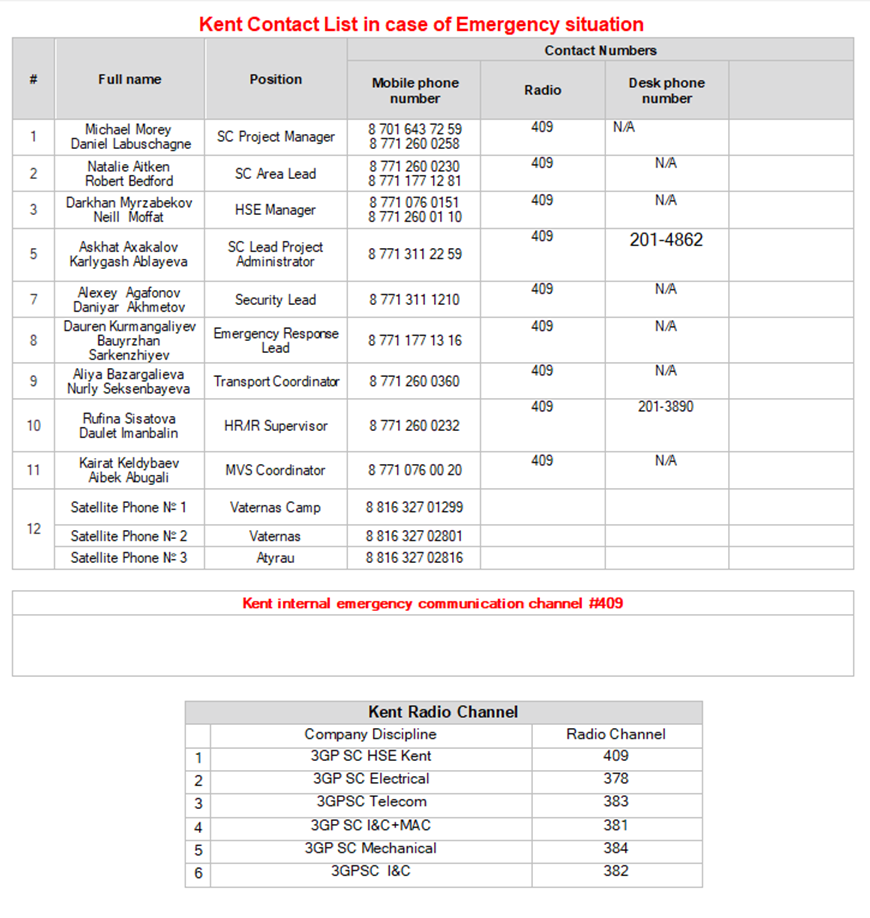 Kent Contact List in case of Emergency situation
# Full name Position Contact Numbers
Mobile phone number Radio Desk phone number
1 Michael Morey Daniel Labuschagne SC Project Manager 8 701 643 72 59 8 771 260 0258 409 N/A
2 Natalie Aitken Robert Bedford SC Area Lead 8 771 260 0230 8 771 177 12 81 409 N/A
3 Darkhan Myrzabekov Neill Moffat HSE Manager 8 771 076 0151 8 771 260 01 10 409 N/A
5 Askhat Axakalov Karlygash Ablayeva SC Lead Project Administrator 8 771 311 22 59 409 201-4862
7 Alexey Agafonov Daniyar Akhmetov Security Lead 8 771 311 1210 409 N/A
8 Dauren Kurmangaliyev Bauyrzhan Sarkenzhiyev Emergency Response Lead 8 771 177 13 16 409 N/A
9 Aliya Bazargalieva Nurly Seksenbayeva Transport Coordinator 8 771 260 0360 409 N/A
10 Rufina Sisatova Daulet Imanbalin HR/IR Supervisor 8 771 260 0232 409 201-3890
11 Kairat Keldybaev Aibek Abugali MVS Coordinator 8 771 076 00 20 409 N/A
12 Satellite Phone № 1 Vaternas Camp 8 816 327 01299
Satellite Phone № 2 Vaternas 8 816 327 02801
Satellite Phone № 3 Atyrau 8 816 327 02816
Kent internal emergency communication channel #409
Kent Radio Channel
Company Discipline Radio Channel
1 3GP SC HSE Kent 409
2 3GP SC Electrical 378
3 3GPSC Telecom 383
4 3GP SC I&C+MAC 381
5 3GP SC Mechanical 384
6 3GPSC I&C 382